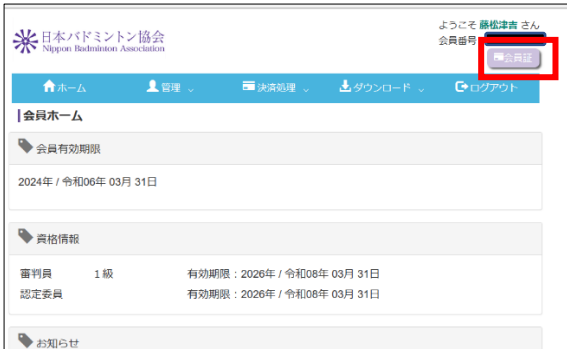 日本バドミントン協会
Nippon Badminton Association
ようこそ 藤松津吉 さん
会員番号
会員証
ホーム 管理 決済処理 ダウンロード ログアウト
会員ホーム
会員有効期限
2024年 / 令和06年 03月 31日
資格情報
審判員 1 級 有効期限：2026年 / 令和08年 03月 31日
認定委員 有効期限：2026年 / 令和08年 03月 31日
お知らせ